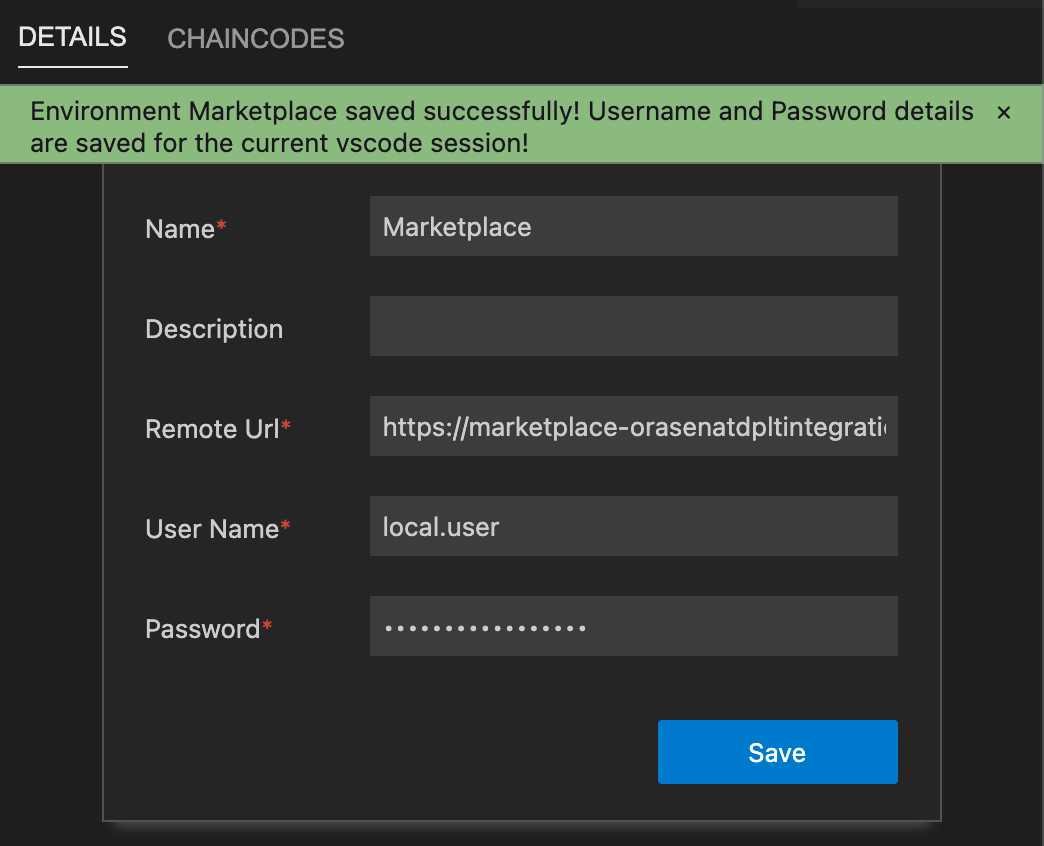 DETAILS CHAINCODES
Environment Marketplace saved successfully! Username and Password details ×
are saved for the current vscode session!
Name* Marketplace
Description
Remote Url* https://marketplace-orasenatdpltintegrati
User Name* local.user
Password* •••••••••••••••••
Save